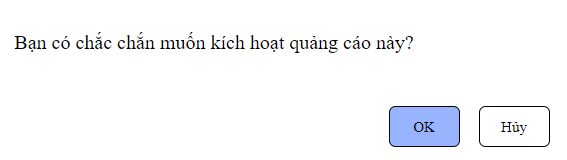 Bạn có chắc chắn muốn kích hoạt quảng cáo này?
OK
Hủy